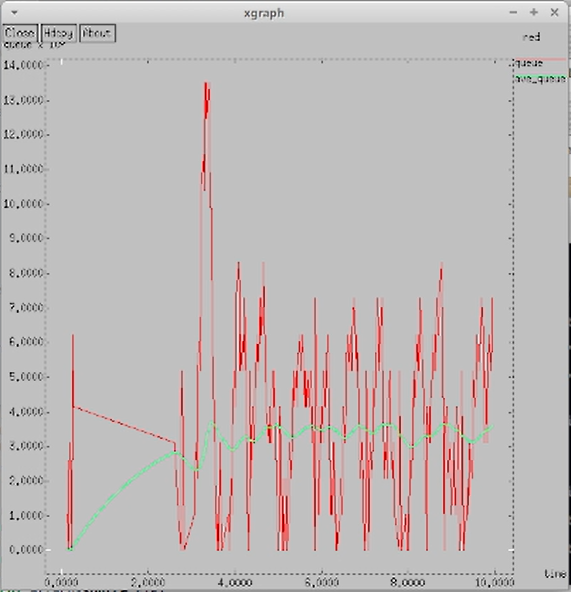 xgraph
Close Hdcpy About
red
queue x 10³
queue
ave_queue
14.0000
13.0000
12.0000
11.0000
10.0000
9.0000
8.0000
7.0000
6.0000
5.0000
4.0000
3.0000
2.0000
1.0000
0.0000
time
0.0000 2.0000 4.0000 6.0000 8.0000 10.0000